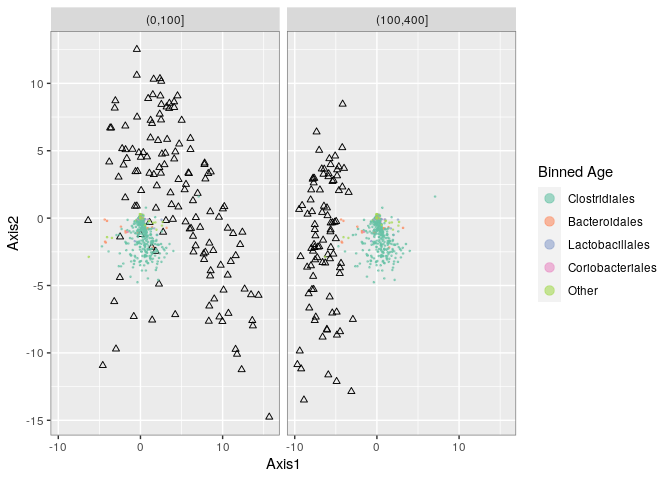 (0,100]
(100,400]
10
5
0
-5
-10
-15
Axis2
-10
0
10
-10
0
10
Axis1
Binned Age
Clostridiales
Bacteroidales
Lactobacillales
Coriobacteriales
Other